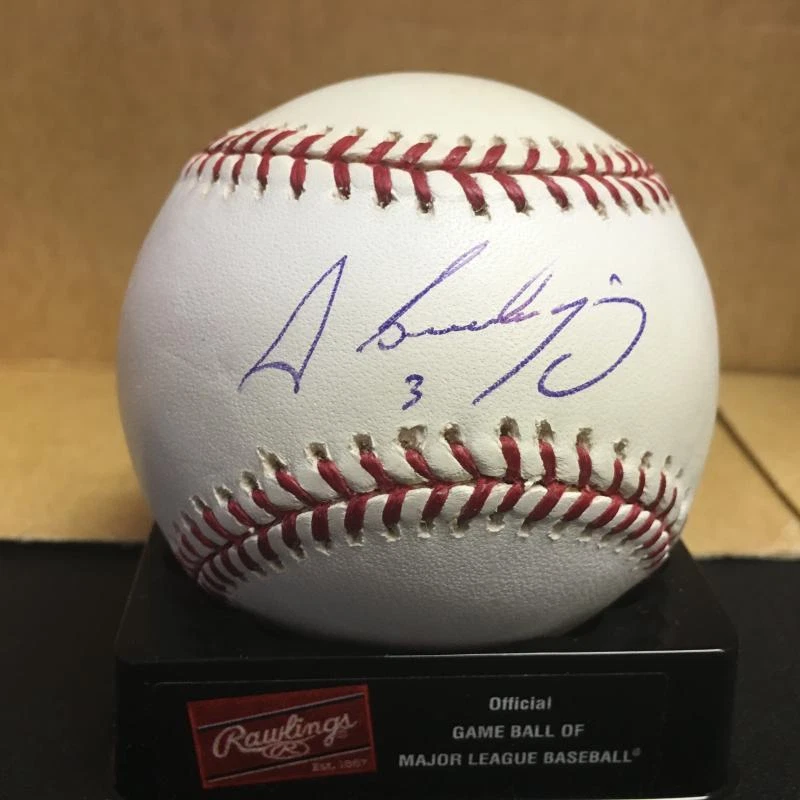 3
Rawlings
R
EST. 1887
Official
GAME BALL OF
MAJOR LEAGUE BASEBALL®